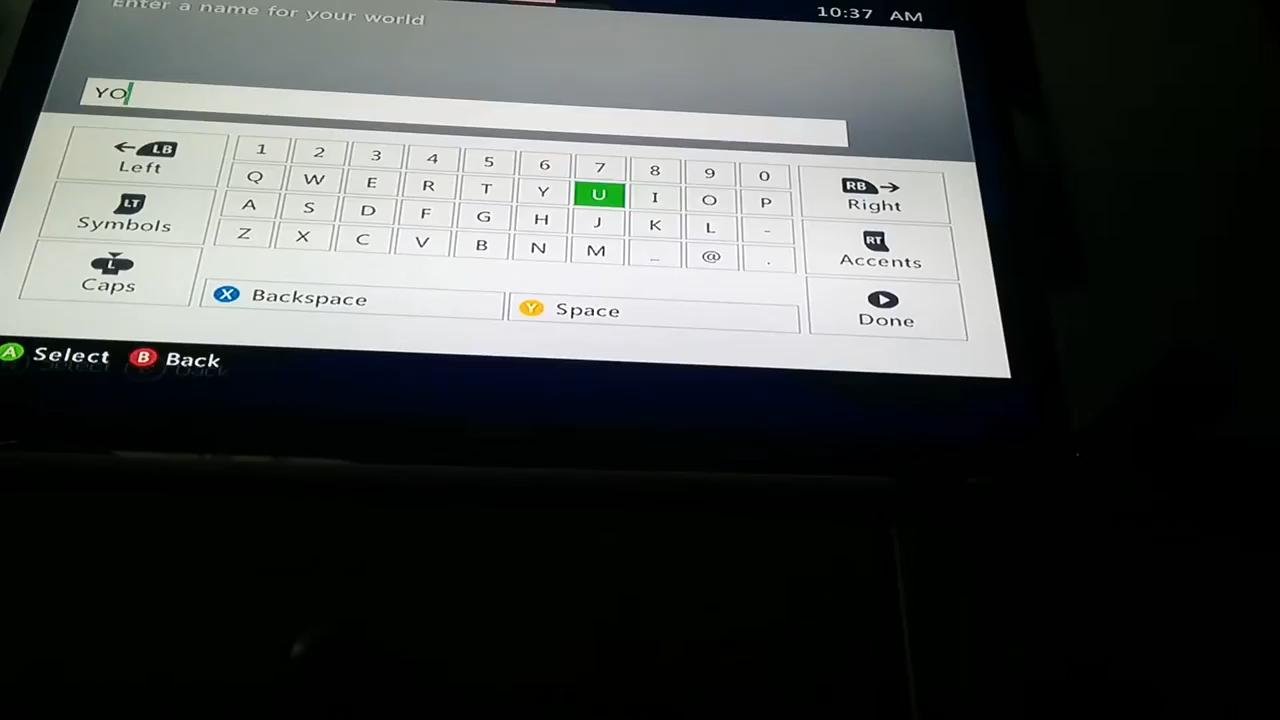 Enter a name for your world
10:37 AM
YO
LB
Left
1 2 3 4 5 6 7 8 9 0
Q W E R T Y U I O P
A S D F G H J K L -
Z X C V B N M _ @ .
RB
Right
LT
Symbols
RT
Accents
L
Caps
X Backspace
Y Space
Done
A Select B Back